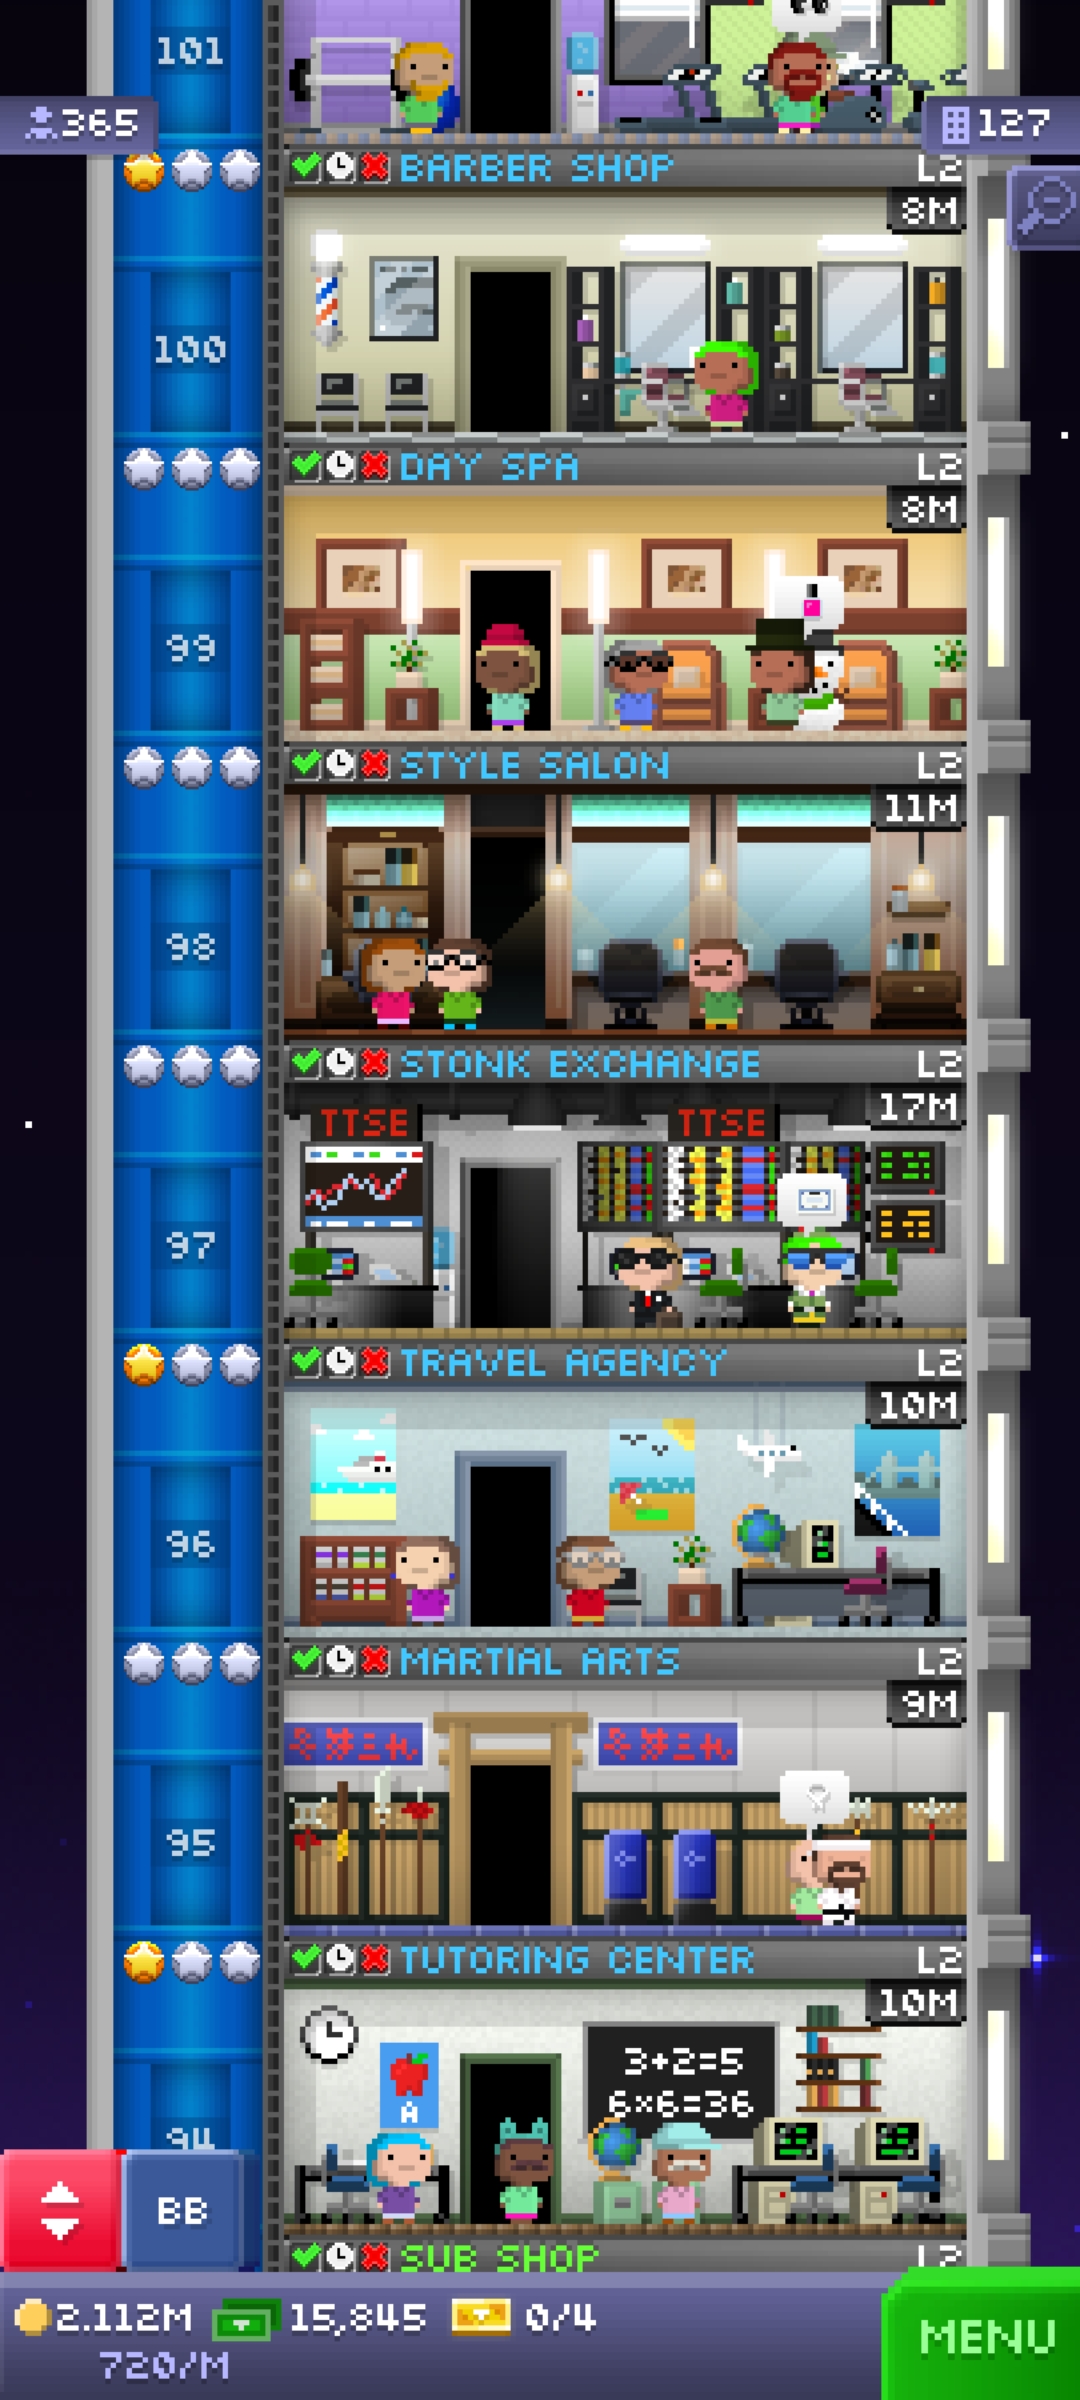 101
365
127
BARBER SHOP L2
8M
100
DAY SPA L2
8M
99
STYLE SALON L2
11M
98
STONK EXCHANGE L2
17M
TTSE TTSE
97
TRAVEL AGENCY L2
10M
96
MARTIAL ARTS L2
9M
95
TUTORING CENTER L2
10M
3+2=5
6x6=36
A
94
BB
SUB SHOP L2
2.112M 15,845 0/4
720/M
MENU